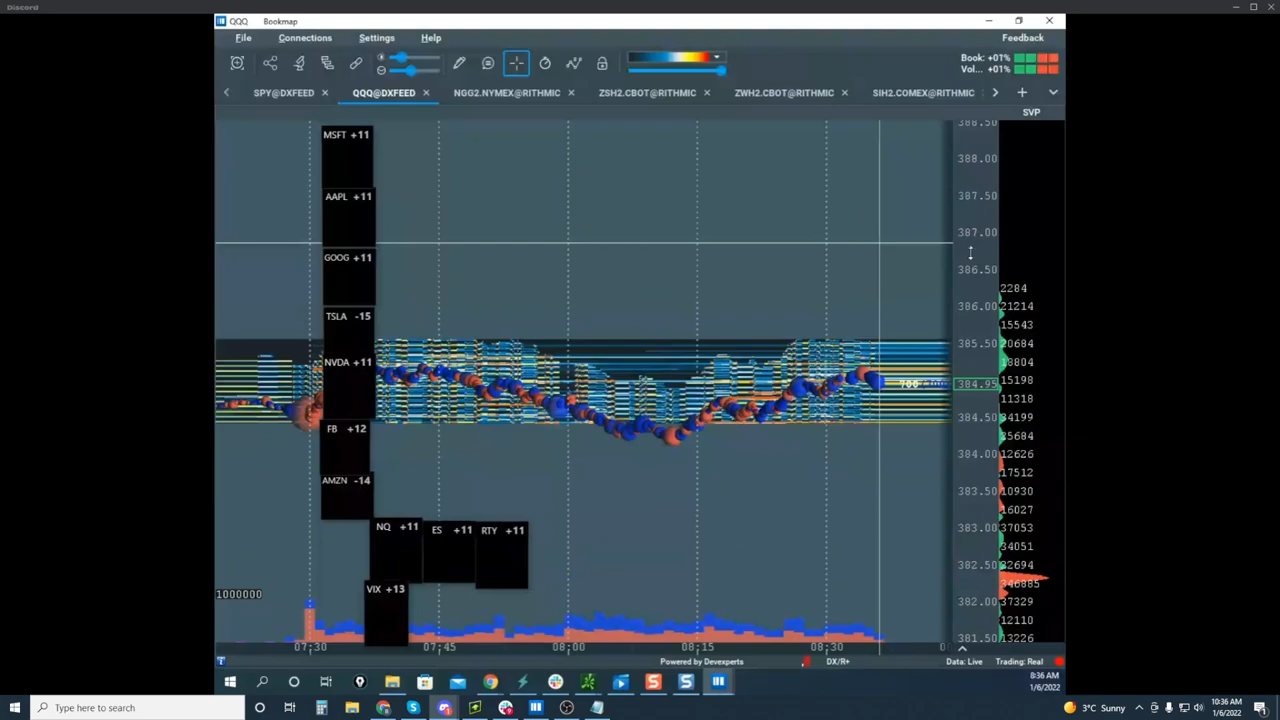 Discord
QQQ Bookmap
File Connections Settings Help Feedback
Book: +01%
Vol... +01%
SPY@DXFEED QQQ@DXFEED NGG2.NYMEX@RITHMIC ZSH2.CBOT@RITHMIC ZWH2.CBOT@RITHMIC SIH2.COMEX@RITHMIC
SVP
MSFT +11
AAPL +11
GOOG +11
TSLA -15
NVDA +11
FB +12
AMZN -14
NQ +11 ES +11 RTY +11
VIX +13
388.50
388.00
387.50
387.00
386.50
2284
386.00 21214
15543
385.50 20684
18804
15198
384.95
11318
384.50 34199
25684
384.00 12626
17512
383.50 10930
16027
383.00 37053
34051
382.50 32694
346885
382.00 37329
12110
381.50 13226
1000000
07:30 07:45 08:00 08:15 08:30
Powered by Devexperts DX/R+ Data: Live Trading: Real
8:36 AM
1/6/2022
Type here to search
3°C Sunny
10:36 AM
1/6/2022